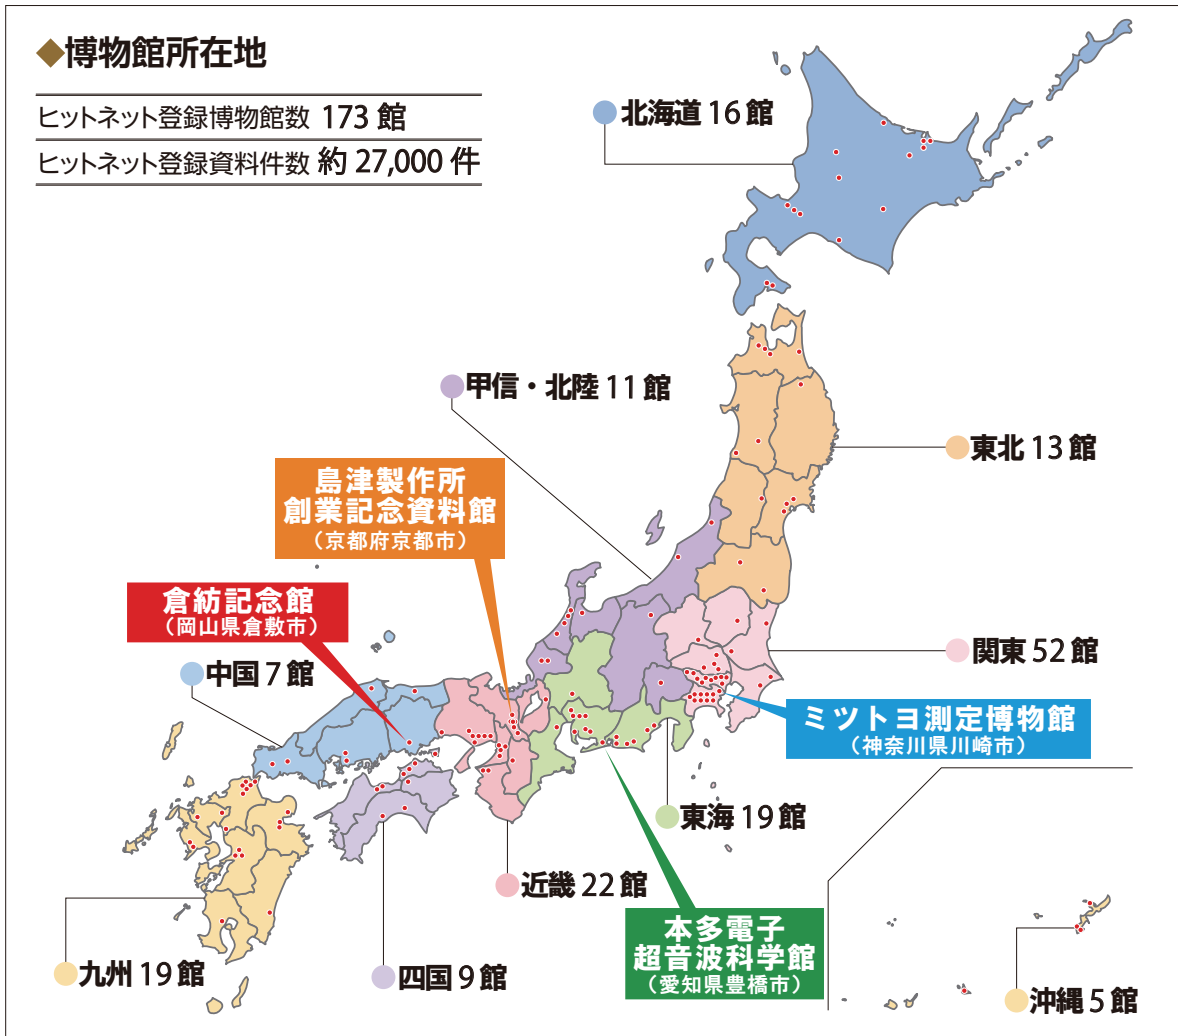 ◆博物館所在地
ヒットネット登録博物館数 173 館
ヒットネット登録資料件数 約 27,000 件
北海道 16 館
甲信・北陸 11 館
東北 13 館
島津製作所
創業記念資料館
（京都府京都市）
倉紡記念館
（岡山県倉敷市）
中国 7 館
関東 52 館
ミツトヨ測定博物館
（神奈川県川崎市）
東海 19 館
近畿 22 館
本多電子
超音波科学館
（愛知県豊橋市）
九州 19 館
四国 9 館
沖縄 5 館